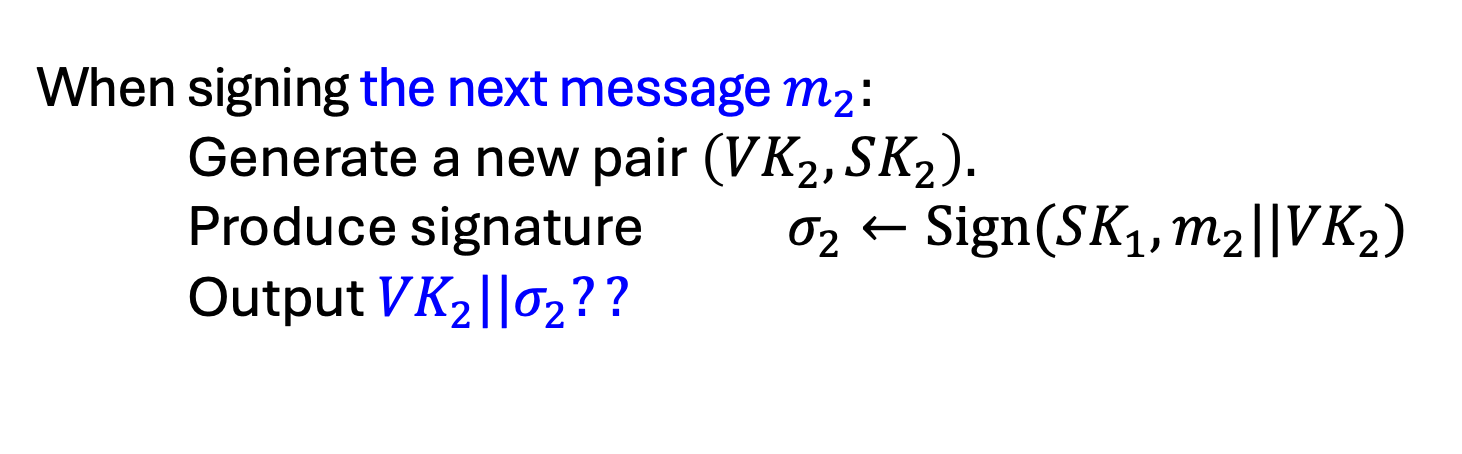 When signing the next message 𝑚₂:
Generate a new pair (𝑉𝐾₂, 𝑆𝐾₂).
Produce signature 𝜎₂ ← Sign(𝑆𝐾₁, 𝑚₂||𝑉𝐾₂)
Output 𝑉𝐾₂||𝜎₂??